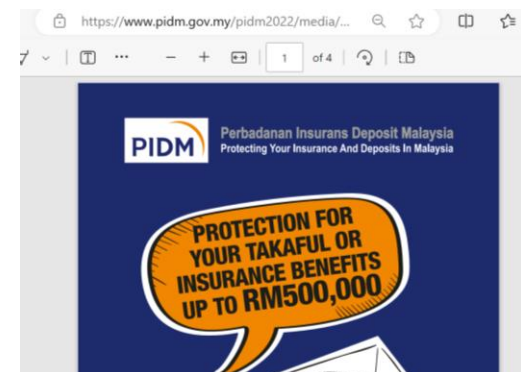 https://www.pidm.gov.my/pidm2022/media/...
1 of 4
PIDM
Perbadanan Insurans Deposit Malaysia
Protecting Your Insurance And Deposits In Malaysia
PROTECTION FOR
YOUR TAKAFUL OR
INSURANCE BENEFITS
UP TO RM500,000